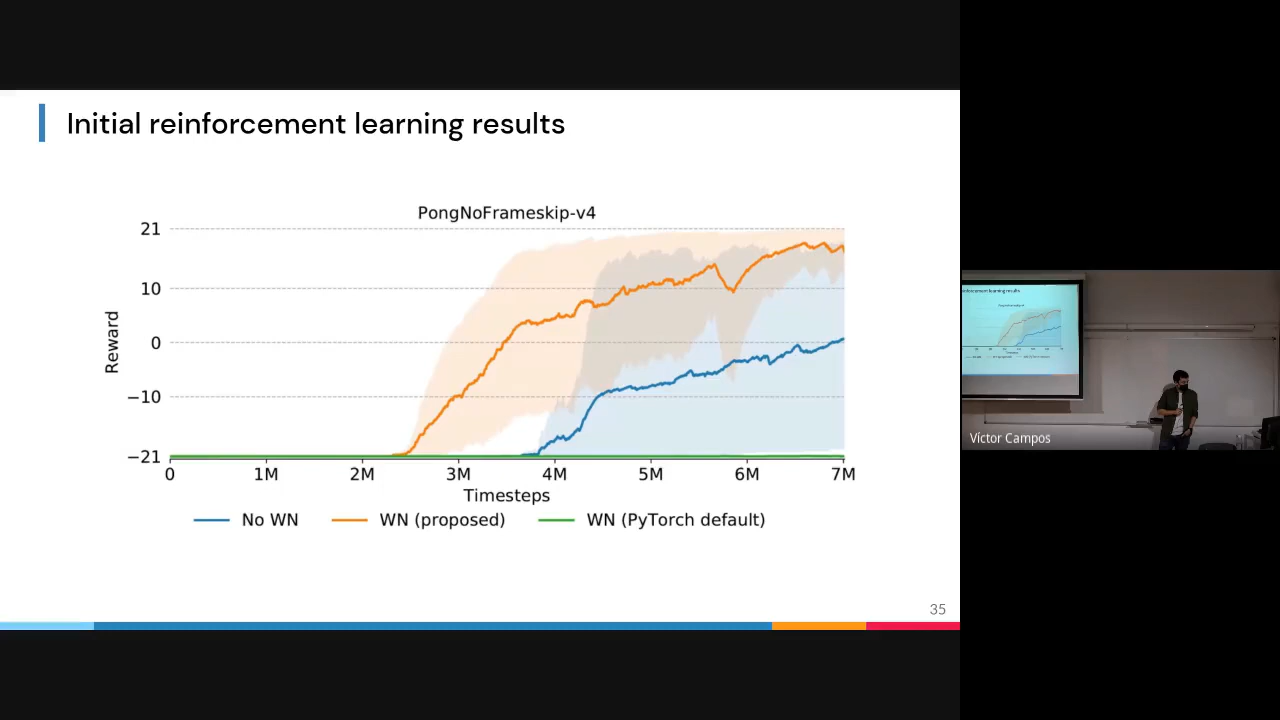 Initial reinforcement learning results
PongNoFrameskip-v4
21
10
0
−10
−21
Reward
0 1M 2M 3M 4M 5M 6M 7M
Timesteps
No WN WN (proposed) WN (PyTorch default)
35
Víctor Campos